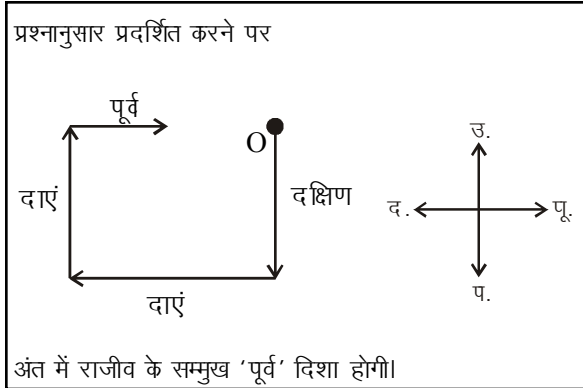 प्रश्नानुसार प्रदर्शित करने पर
पूर्व
O
उ.
दाएं
दक्षिण
द.
पू.
दाएं
प.
अंत में राजीव के सम्मुख ‘पूर्व’ दिशा होगी।